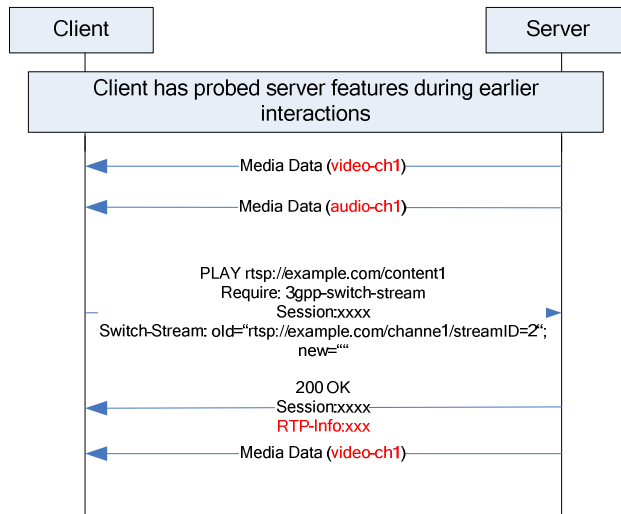 Client
Server
Client has probed server features during earlier
interactions
Media Data (video-ch1)
Media Data (audio-ch1)
PLAY rtsp://example.com/content1
Require: 3gpp-switch-stream
Session:xxxx
Switch-Stream: old=“rtsp://example.com/channe1/streamID=2“;
new=““
200 OK
Session:xxxx
RTP-Info:xxx
Media Data (video-ch1)